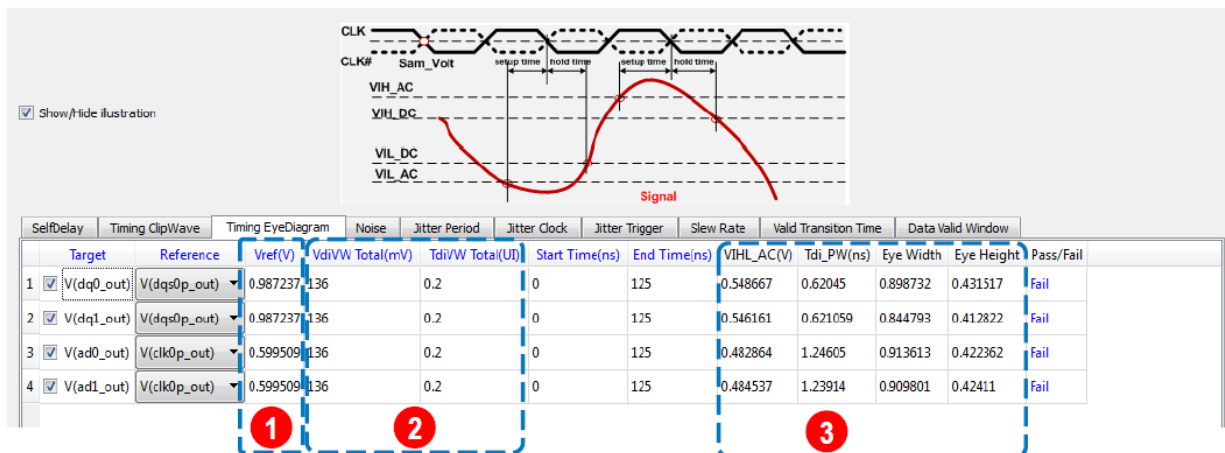 CLK
CLK# Sam_Volt setup time hold time setup time hold time
VIH_AC
Show/Hide illustration
VIH_DC
VIL_DC
VIL_AC
Signal
SelfDelay Timing ClipWave Timing EyeDiagram Noise Jitter Period Jitter Clock Jitter Trigger Slew Rate Valid Transiton Time Data Valid Window
Target Reference Vref(V) VdiVW Total(mV) TdiVW Total(UI) Start Time(ns) End Time(ns) VIHL_AC(V) Tdi_PW(ns) Eye Width Eye Height Pass/Fail
1 V(dq0_out) V(dqs0p_out) 0.987237 136 0.2 0 125 0.548667 0.62045 0.898732 0.431517 Fail
2 V(dq1_out) V(dqs0p_out) 0.987237 136 0.2 0 125 0.546161 0.621059 0.844793 0.412822 Fail
3 V(ad0_out) V(clk0p_out) 0.599509 136 0.2 0 125 0.482864 1.24605 0.913613 0.422362 Fail
4 V(ad1_out) V(clk0p_out) 0.599509 136 0.2 0 125 0.484537 1.23914 0.909801 0.42411 Fail
1 2 3